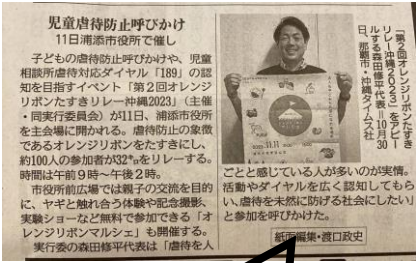 児童虐待防止呼びかけ
11日浦添市役所で催し
子どもの虐待防止呼びかけや、児童
相談所虐待対応ダイヤル「189」の認
知を目指すイベント「第2回オレンジ
リボンたすきリレー沖縄2023」（主催
・同実行委員会）が11日、浦添市役所
を主会場に開かれる。虐待防止の象徴
であるオレンジリボンをたすきにし、
約100人の参加者が32㌔をリレーする。
時間は午前9時～午後2時。
市役所前広場では親子の交流を目的
に、ヤギと触れ合う体験や記念撮影、
実験ショーなど無料で参加できる「オ
レンジリボンマルシェ」も開催する。
実行委の森田修平代表は「虐待を人
ごとと感じている人が多いのが実情。
活動やダイヤルを広く認知してもら
い、虐待を未然に防げる社会にしたい」
と参加を呼びかけた。
「第2回オレンジリボンたすき
リレー沖縄2023」をアピー
ルする森田修平代表＝10月30
日、那覇市・沖縄タイムス社
紙面編集・渡口政史